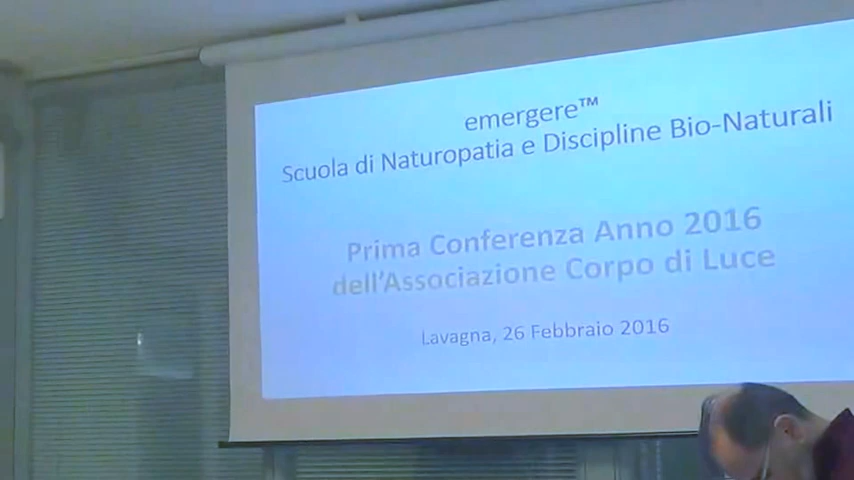 emergere™
Scuola di Naturopatia e Discipline Bio-Naturali
Prima Conferenza Anno 2016
dell'Associazione Corpo di Luce
Lavagna, 26 Febbraio 2016